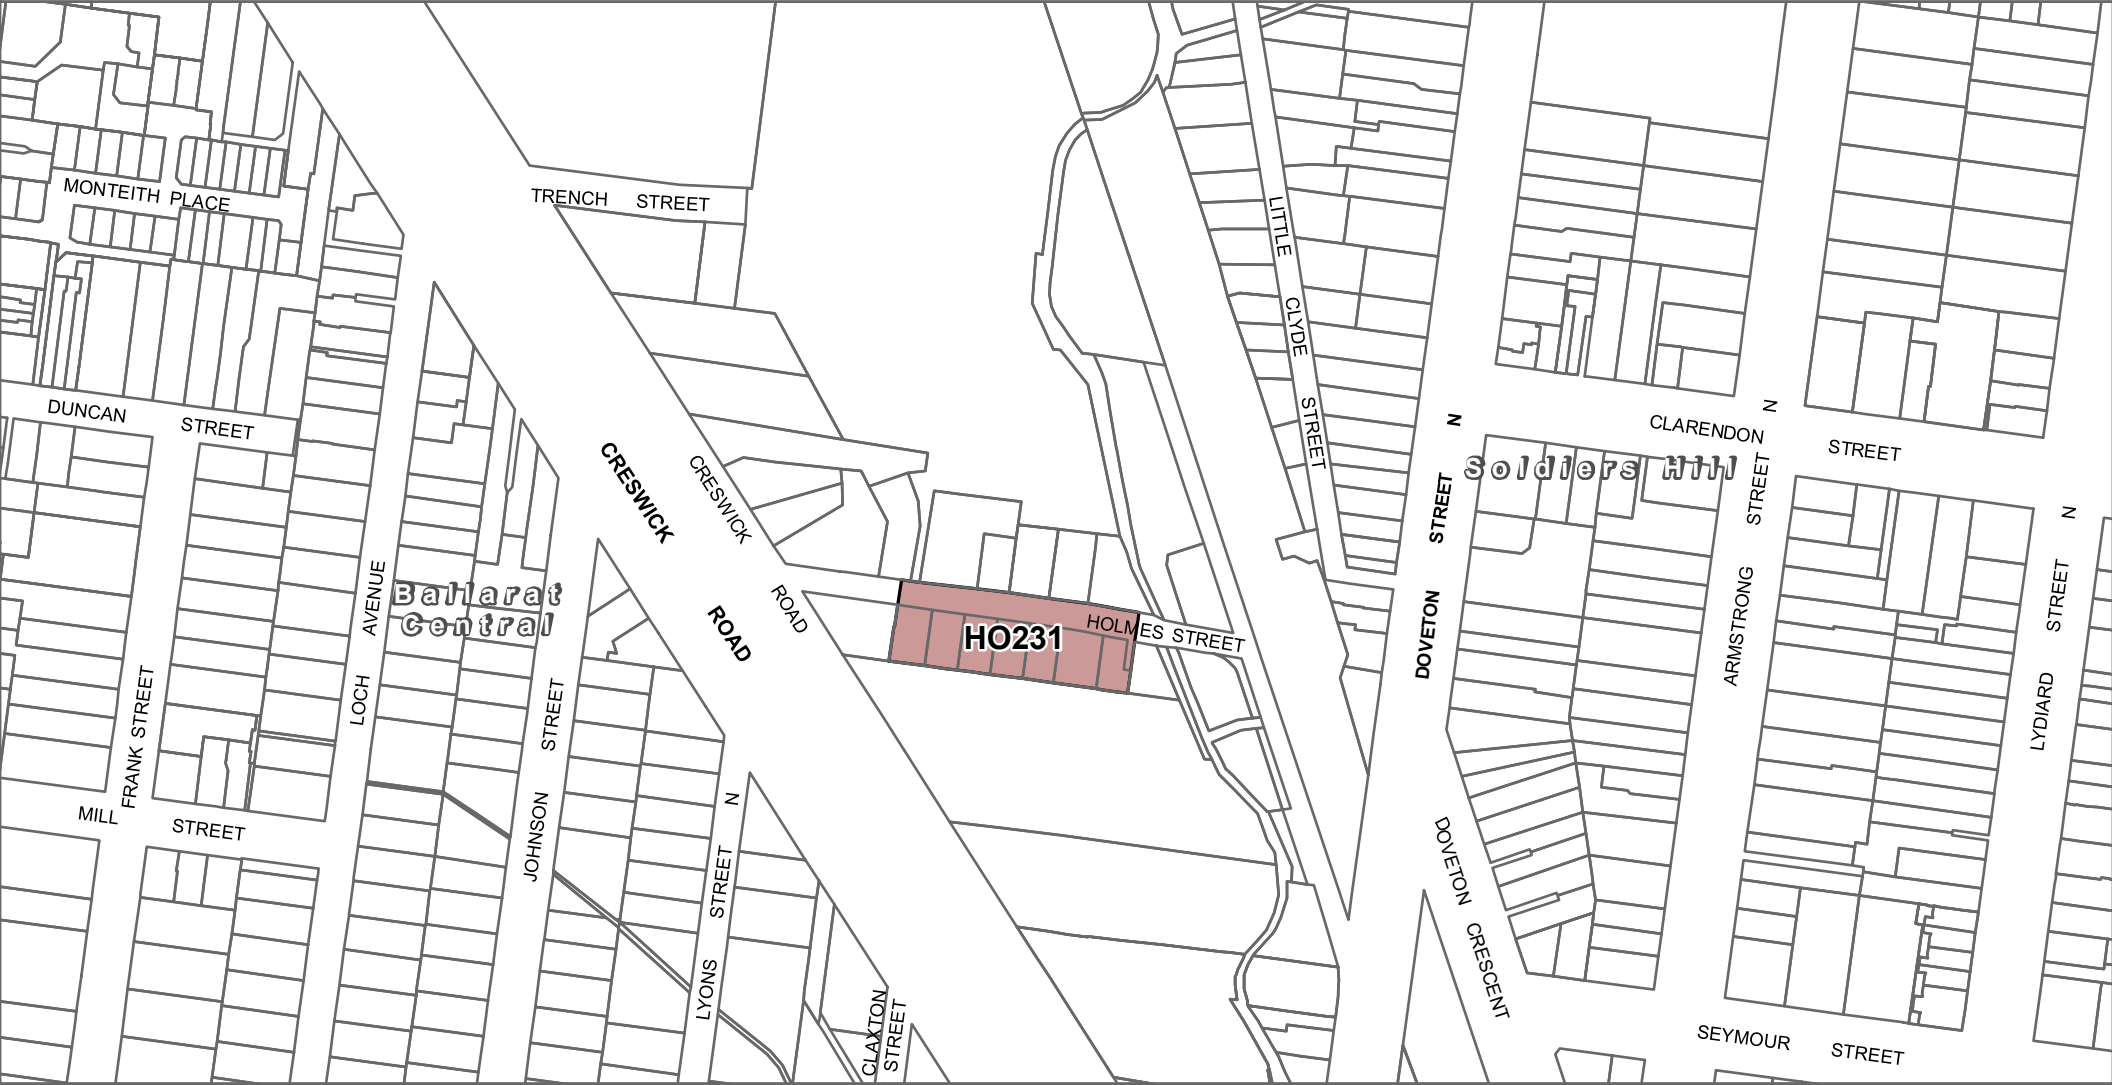 MONTEITH PLACE
TRENCH STREET
LITTLE CLYDE STREET
DUNCAN STREET
CLARENDON STREET
CRESWICK ROAD
CRESWICK ROAD
Soldiers Hill
DOVETON STREET N
ARMSTRONG STREET N
LYDIARD STREET N
Ballarat
Central
HO231
HOLMES STREET
LOCH AVENUE
FRANK STREET
JOHNSON STREET
MILL STREET
LYONS STREET N
DOVETON CRESCENT
CLAXTON
STREET
SEYMOUR STREET